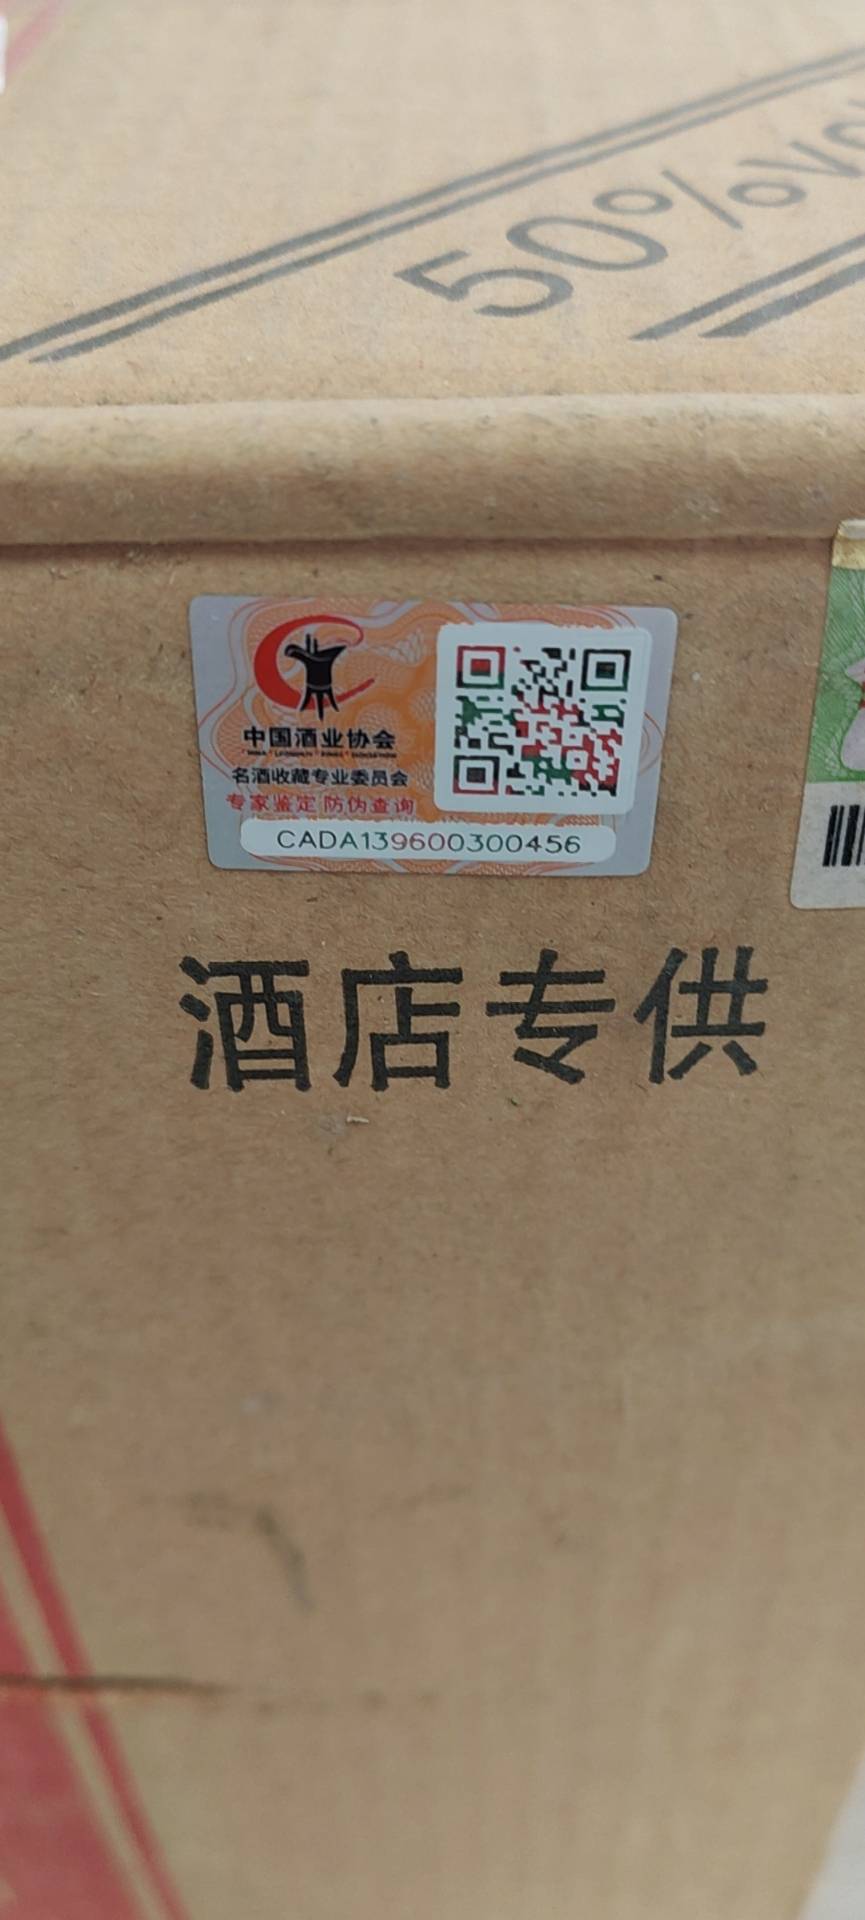 50%vol
中国酒业协会
名酒收藏专业委员会
专家鉴定 防伪查询
CADA139600300456
酒店专供